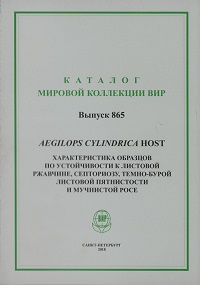 КАТАЛОГ
МИРОВОЙ КОЛЛЕКЦИИ ВИР
Выпуск 865
AEGILOPS CYLINDRICA HOST
ХАРАКТЕРИСТИКА ОБРАЗЦОВ
ПО УСТОЙЧИВОСТИ К ЛИСТОВОЙ
РЖАВЧИНЕ, СЕПТОРИОЗУ, ТЕМНО-БУРОЙ
ЛИСТОВОЙ ПЯТНИСТОСТИ
И МУЧНИСТОЙ РОСЕ
ВИР
САНКТ-ПЕТЕРБУРГ
2018